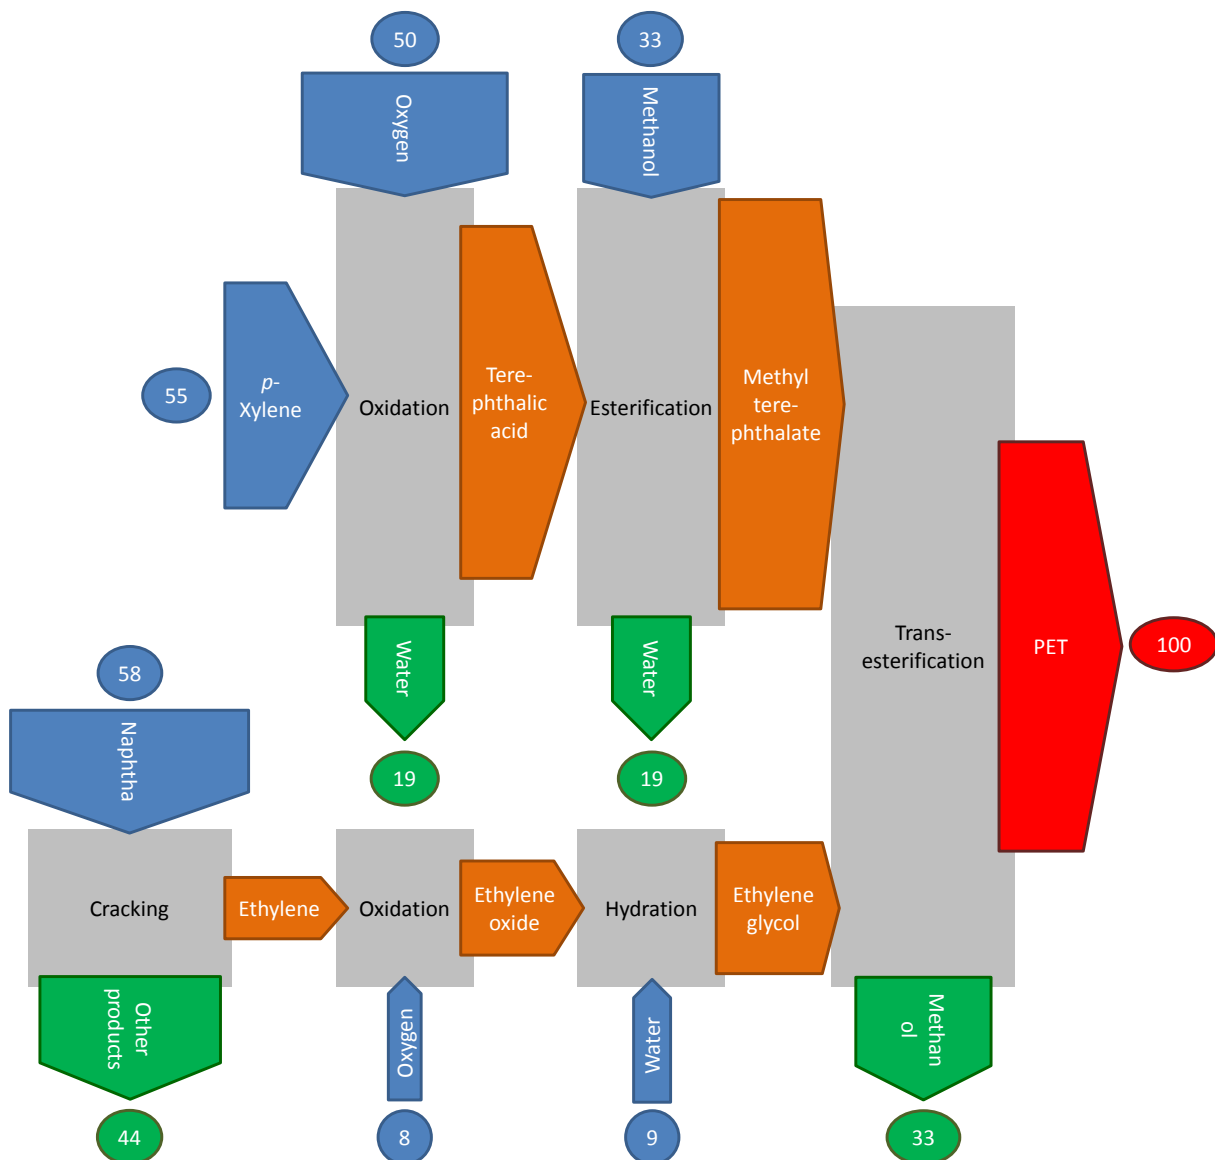 50
33
Oxygen
Methanol
55
p-
Xylene
Oxidation
Tere-
phthalic
acid
Esterification
Methyl
tere-
phthalate
Water
Water
19
19
Trans-
esterification
PET
100
58
Naphtha
Cracking
Ethylene
Oxidation
Ethylene
oxide
Hydration
Ethylene
glycol
Other
products
Oxygen
Water
Methan
ol
44
8
9
33